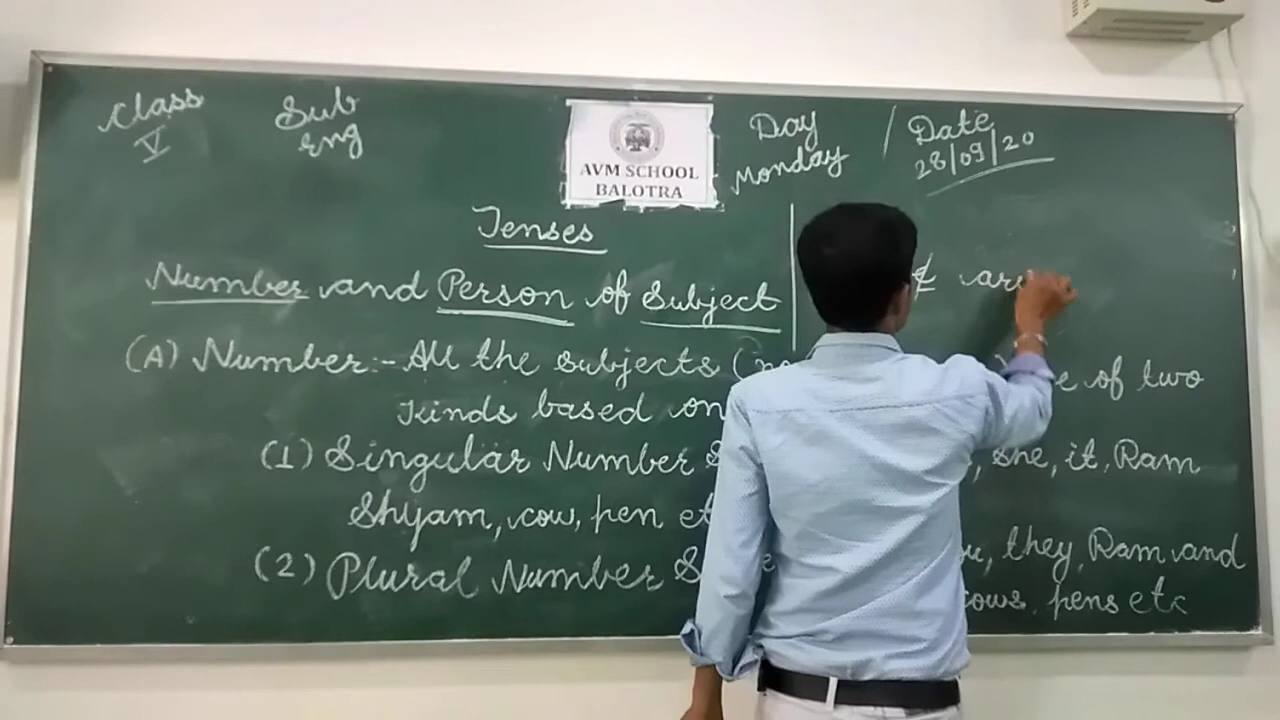 Class
V
Sub
Eng
AVM SCHOOL
BALOTRA
Day
Monday
Date
28/09/20
Tenses
Number and Person of Subject
are
(A) Number :- All the subjects ( of two
Kinds based on
(1) Singular Number she, it, Ram
Shyam, cow, pen
(2) Plural Number they, Ram and
pens etc